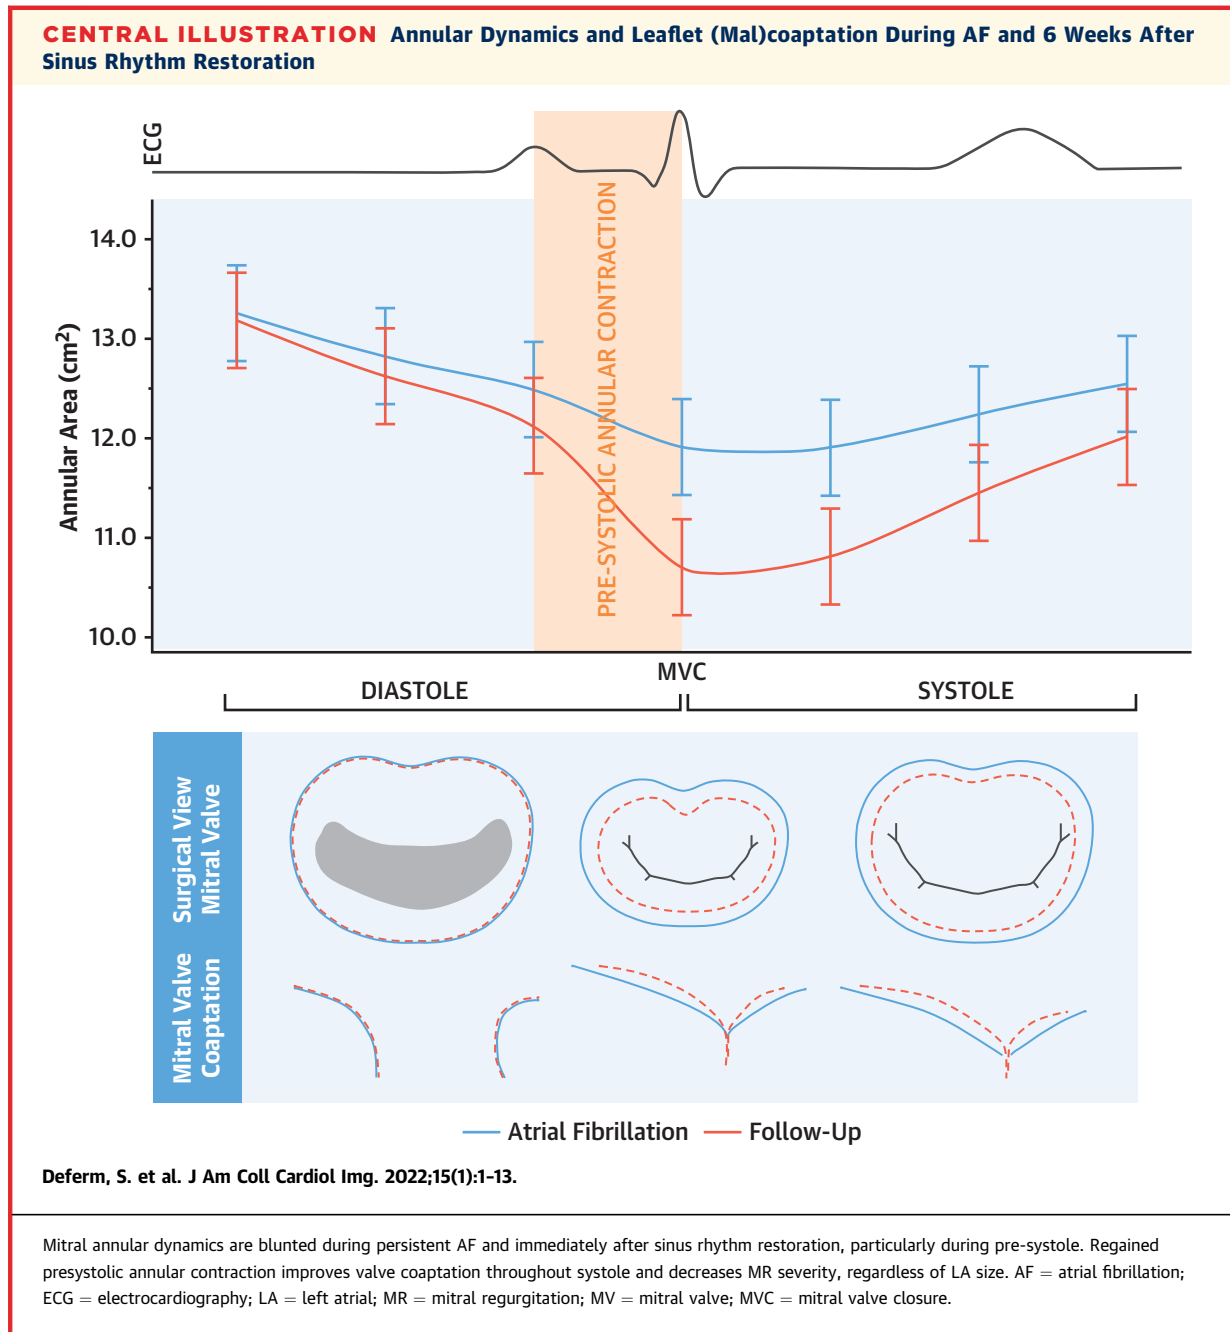 CENTRAL ILLUSTRATION Annular Dynamics and Leaflet (Mal)coaptation During AF and 6 Weeks After
Sinus Rhythm Restoration
ECG
14.0
13.0
12.0
11.0
10.0
Annular Area (cm²)
PRE-SYSTOLIC ANNULAR CONTRACTION
MVC
DIASTOLE
SYSTOLE
Surgical View
Mitral Valve
Mitral Valve
Coaptation
Atrial Fibrillation
Follow-Up
Deferm, S. et al. J Am Coll Cardiol Img. 2022;15(1):1–13.
Mitral annular dynamics are blunted during persistent AF and immediately after sinus rhythm restoration, particularly during pre-systole. Regained
presystolic annular contraction improves valve coaptation throughout systole and decreases MR severity, regardless of LA size. AF = atrial fibrillation;
ECG = electrocardiography; LA = left atrial; MR = mitral regurgitation; MV = mitral valve; MVC = mitral valve closure.